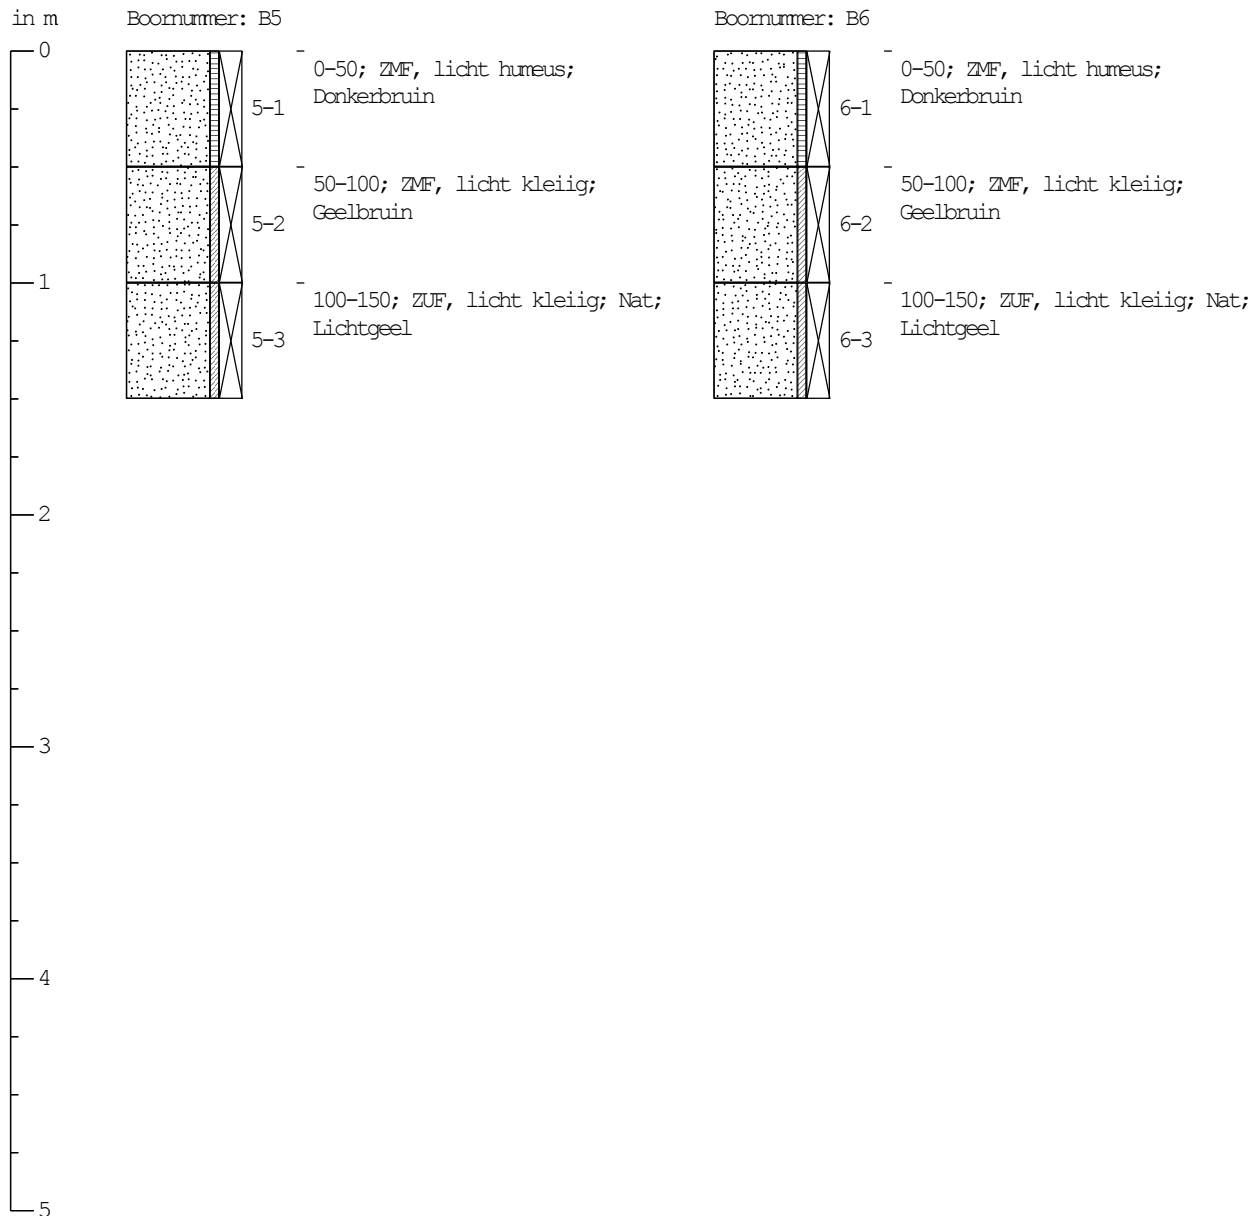 in m
Boornummer: B5
0
0-50; ZMF, licht humeus;
Donkerbruin
5-1
50-100; ZMF, licht kleiig;
Geelbruin
5-2
1
100-150; ZUF, licht kleiig; Nat;
Lichtgeel
5-3
Boornummer: B6
0-50; ZMF, licht humeus;
Donkerbruin
6-1
50-100; ZMF, licht kleiig;
Geelbruin
6-2
100-150; ZUF, licht kleiig; Nat;
Lichtgeel
6-3
2
3
4
5